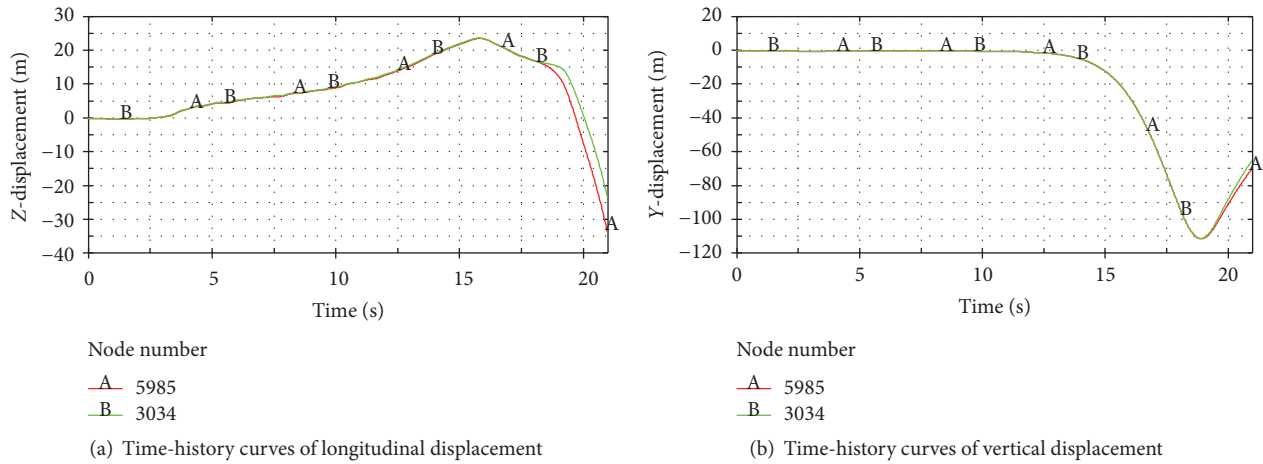 30
20
10
0
−10
−20
−30
−40
Z-displacement (m)
0 5 10 15 20
Time (s)
B A B A B A B A B A
Node number
A 5985
B 3034
(a) Time-history curves of longitudinal displacement
20
0
−20
−40
−60
−80
−100
−120
Y-displacement (m)
0 5 10 15 20
Time (s)
B A B A B A B A B A
Node number
A 5985
B 3034
(b) Time-history curves of vertical displacement